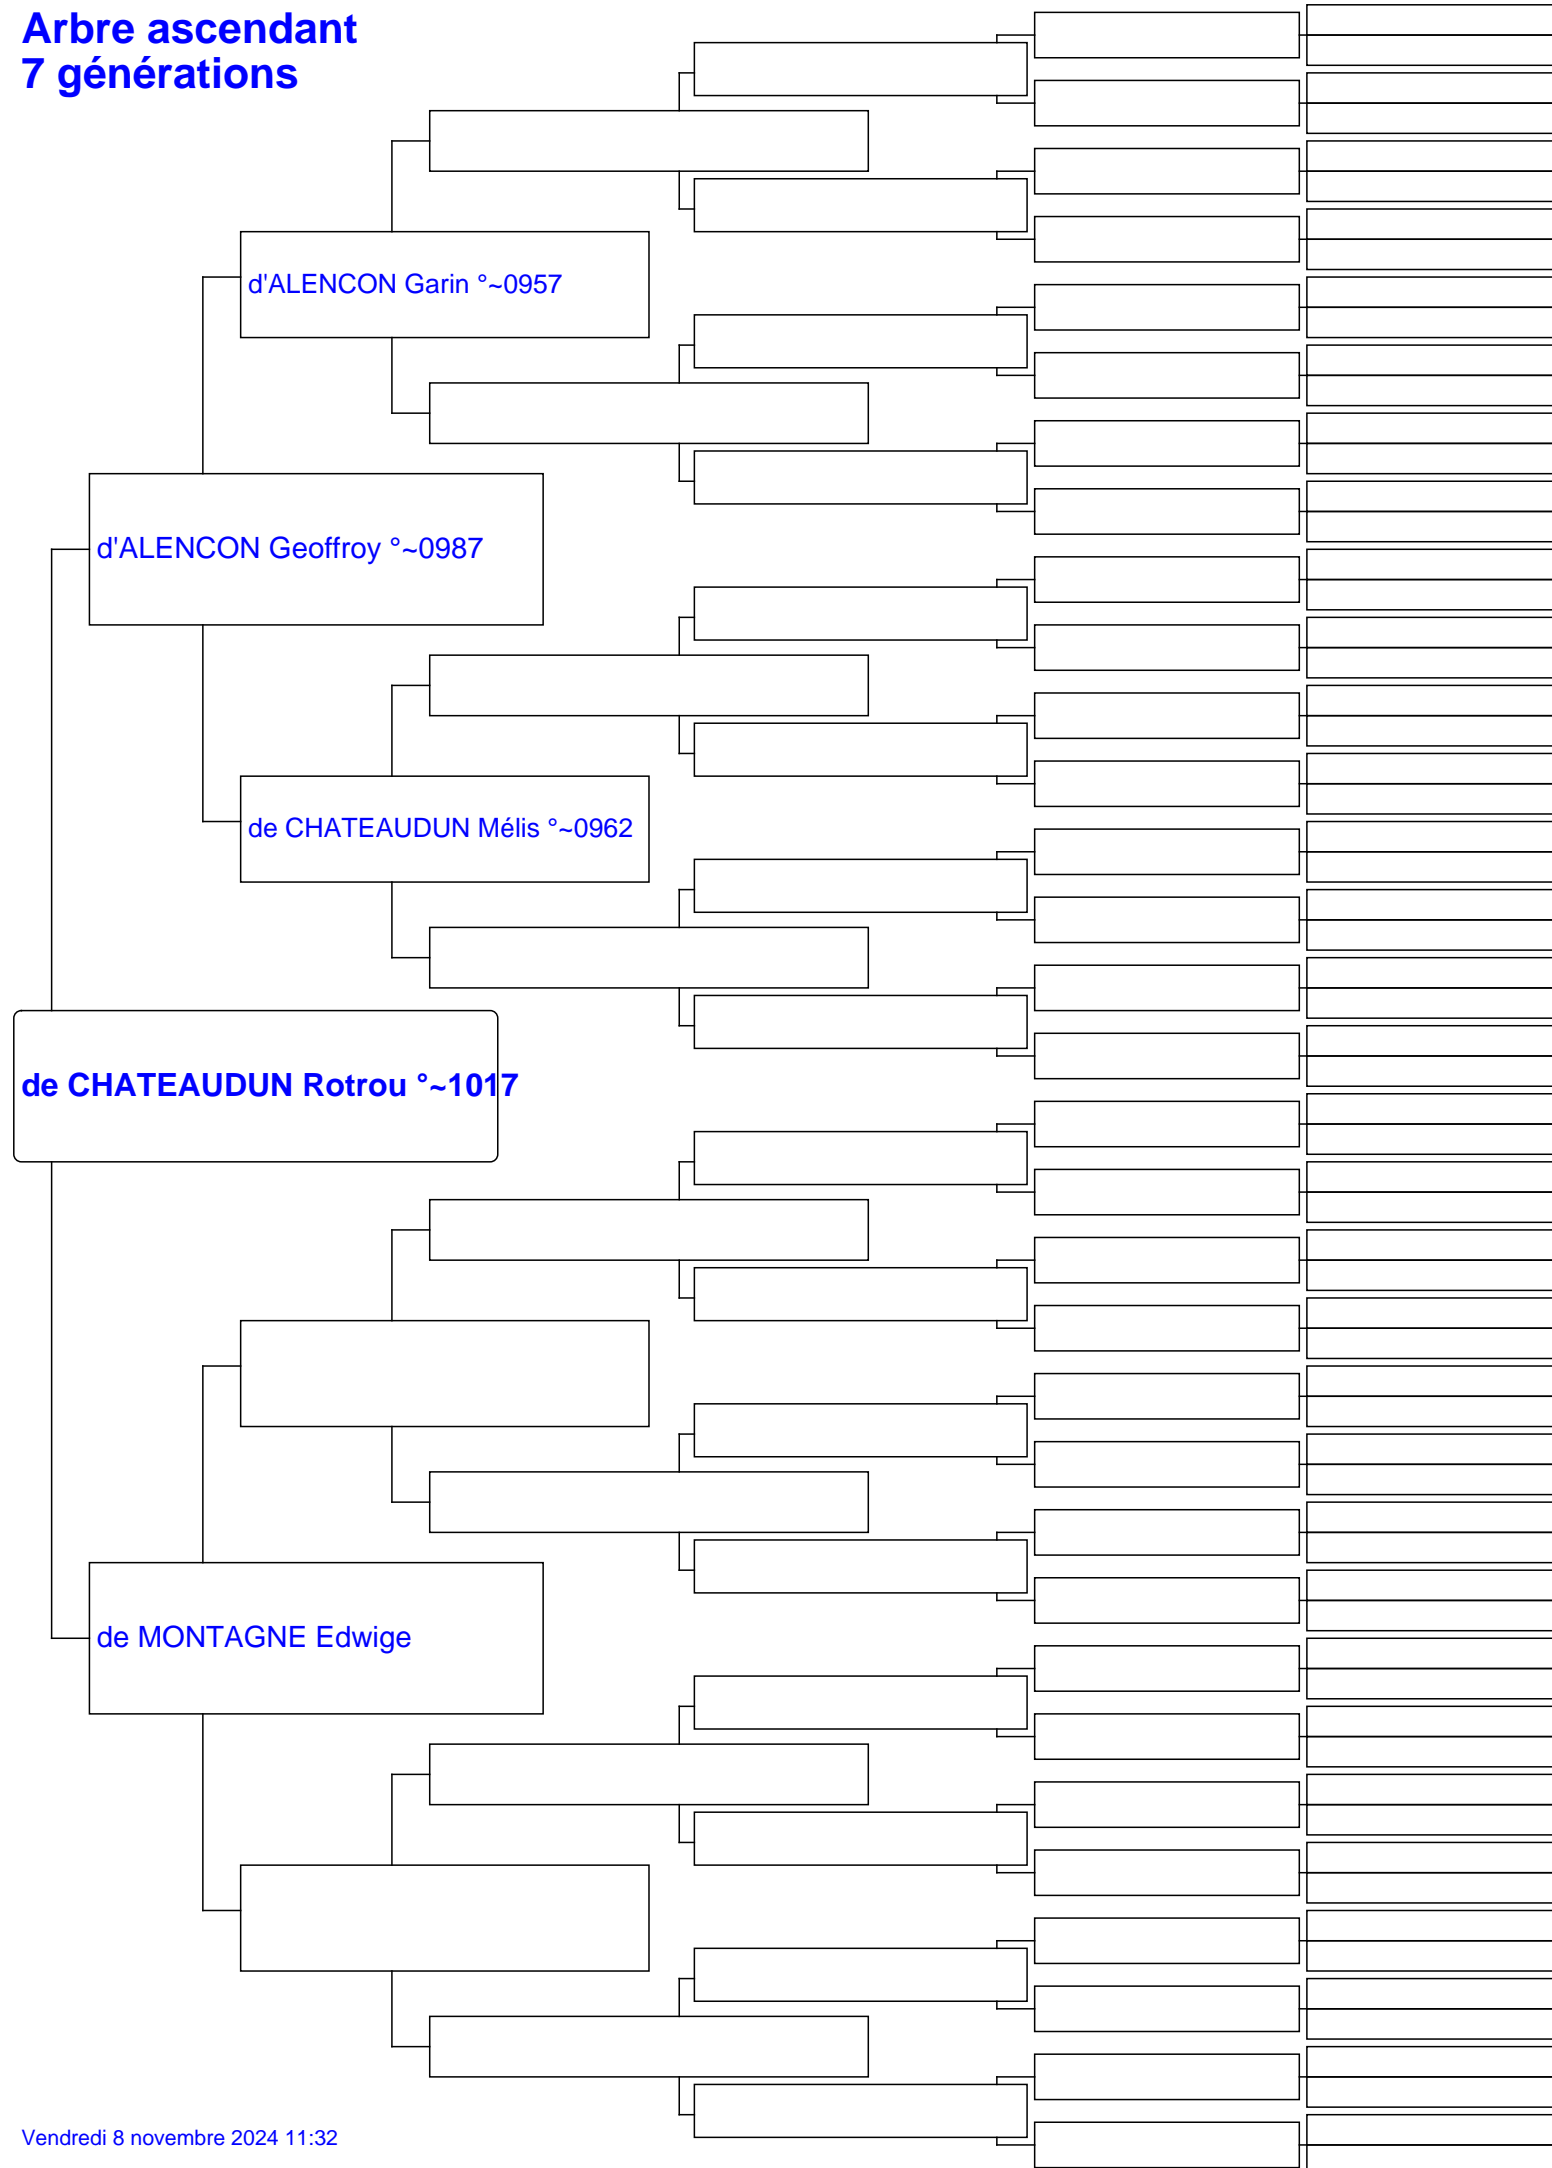 Arbre ascendant
7 générations
d'ALENCON Garin °~0957
d'ALENCON Geoffroy °~0987
de CHATEAUDUN Mélis °~0962
de CHATEAUDUN Rotrou °~1017
de MONTAGNE Edwige
Vendredi 8 novembre 2024 11:32